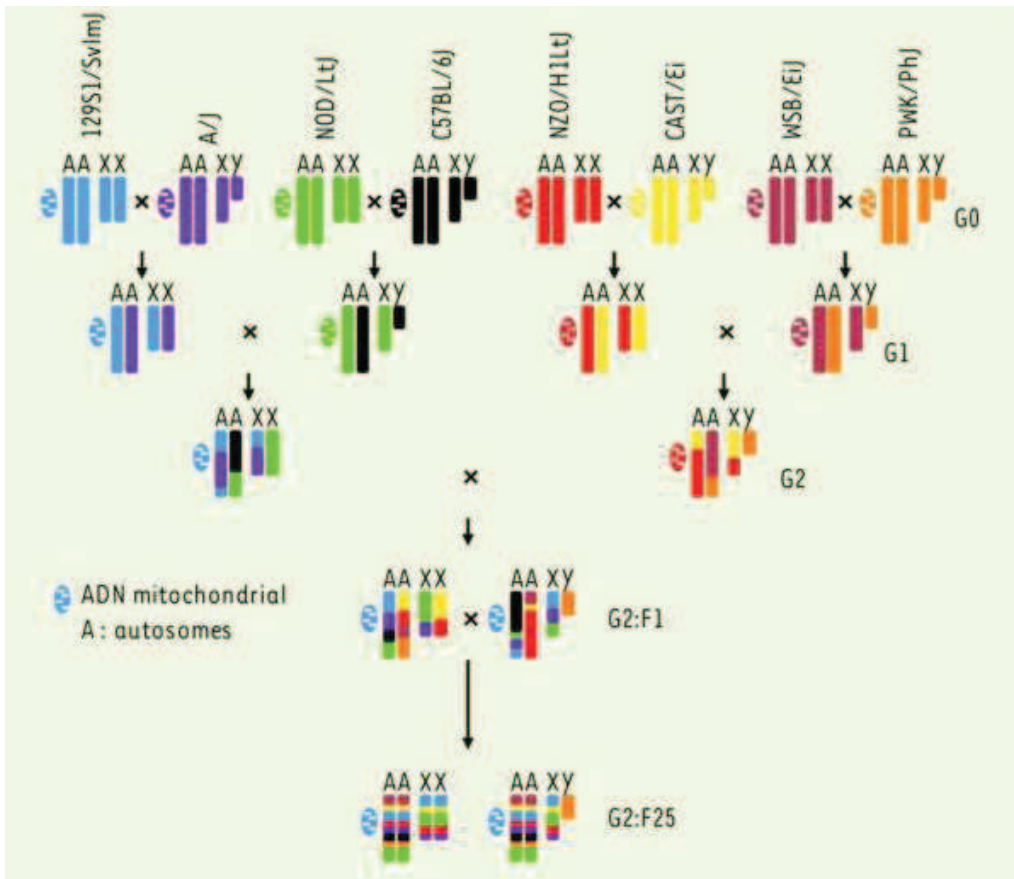 129S1/SvImJ
A/J
NOD/LtJ
C57BL/6J
NZO/H1LtJ
CAST/Ei
WSB/EiJ
PWK/PhJ
AA XX AA XY AA XX AA XY AA XX AA XY AA XX AA XY
× × × × G0
AA XX AA XY AA XX AA XY
× × G1
AA XX AA XY
× G2
AA XX AA XY
ADN mitochondrial × G2:F1
A : autosomes
AA XX AA XY
G2:F25